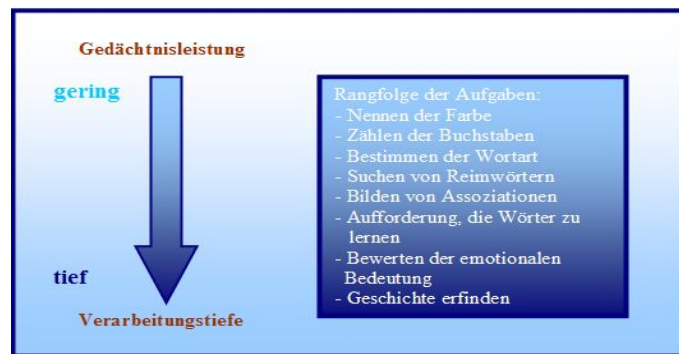 Gedächtnisleistung
gering
tief
Verarbeitungstiefe
Rangfolge der Aufgaben:
- Nennen der Farbe
- Zählen der Buchstaben
- Bestimmen der Wortart
- Suchen von Reimwörtern
- Bilden von Assoziationen
- Aufforderung, die Wörter zu
lernen
- Bewerten der emotionalen
Bedeutung
- Geschichte erfinden